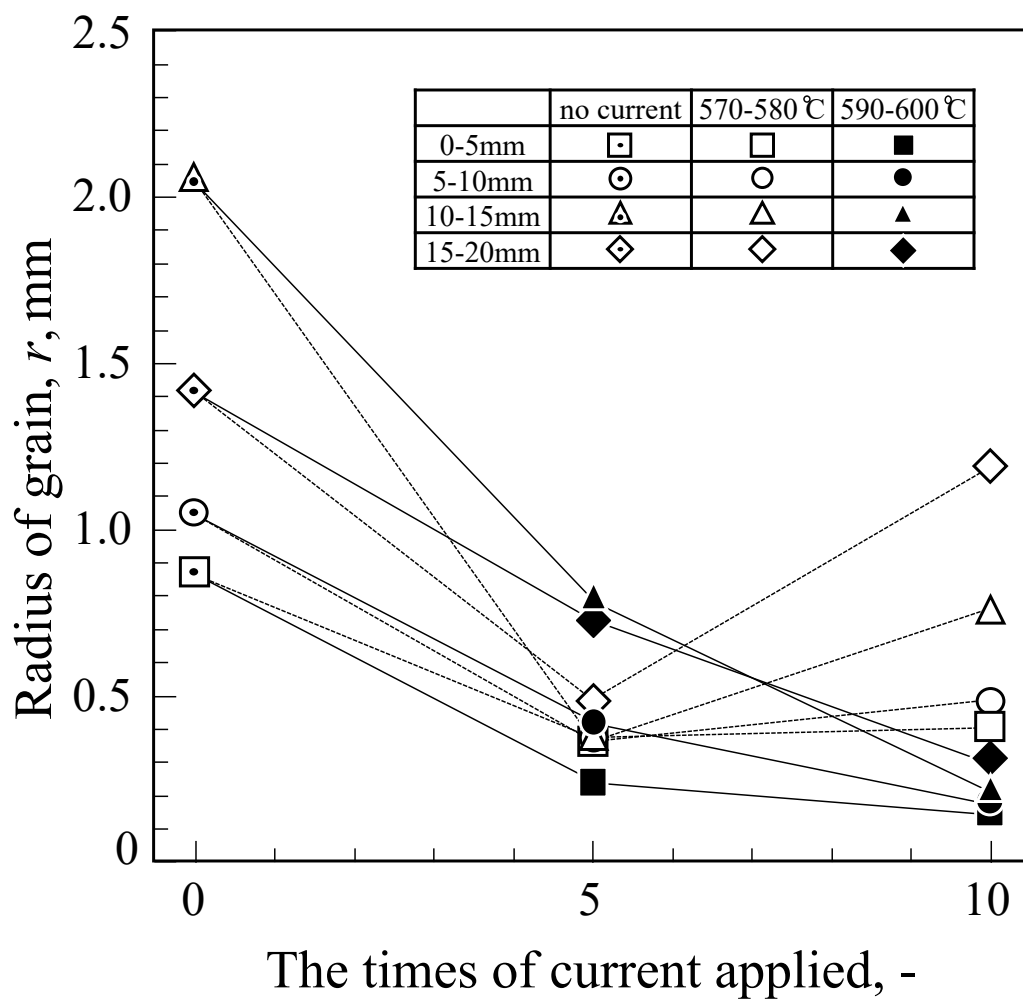 2.5
no current 570-580 ℃ 590-600 ℃
0-5mm
5-10mm
10-15mm
15-20mm
2.0
1.5
1.0
0.5
0
Radius of grain, r, mm
0 5 10
The times of current applied, -